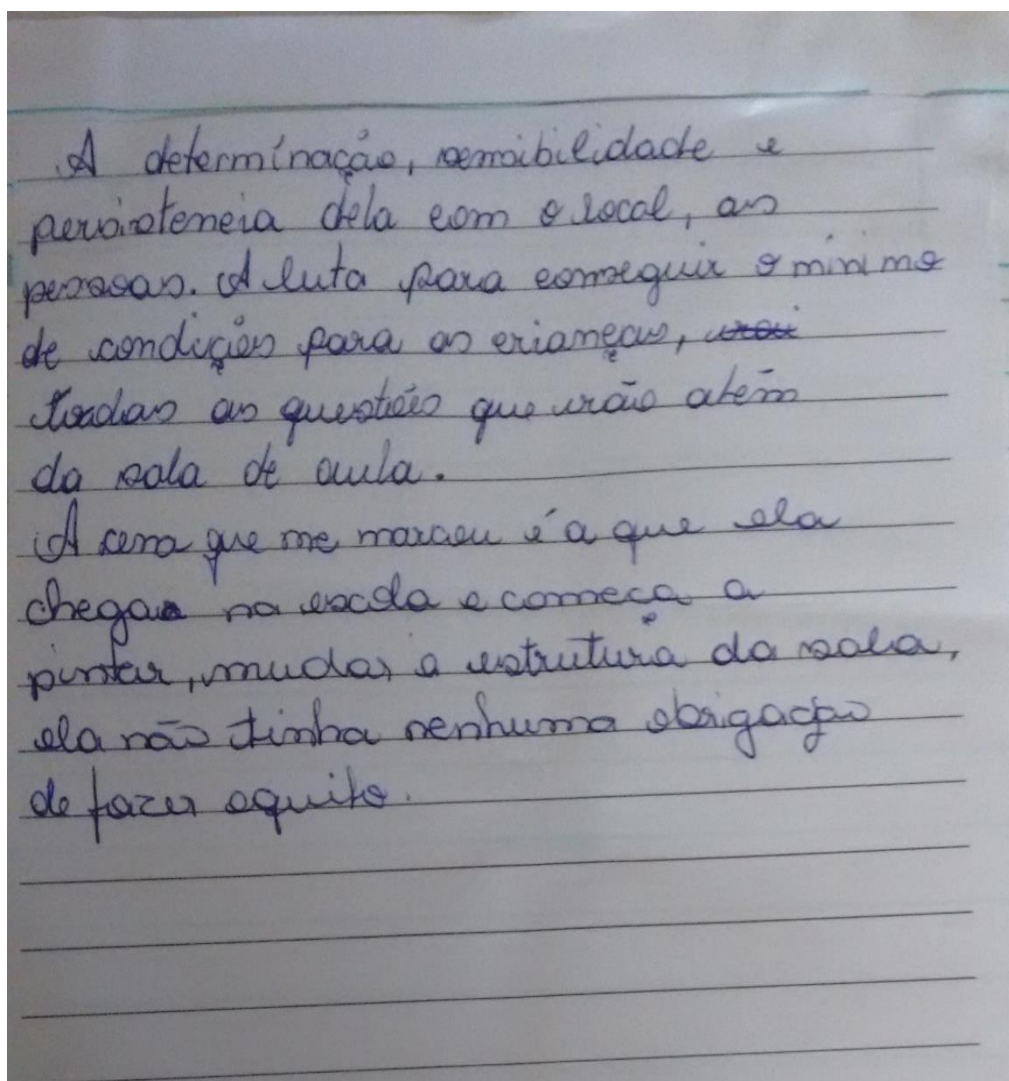 A determinação, sensibilidade e
persistencia dela com o local, as
pessoas. A luta para conseguir o minimo
de condições para as crianças,
todas as questões que vão além
da sala de aula.
A cena que me marcou é a que ela
chega na escola e começa a
pintar, mudar a estrutura da sala,
ela não tinha nenhuma obrigação
de fazer aquilo.